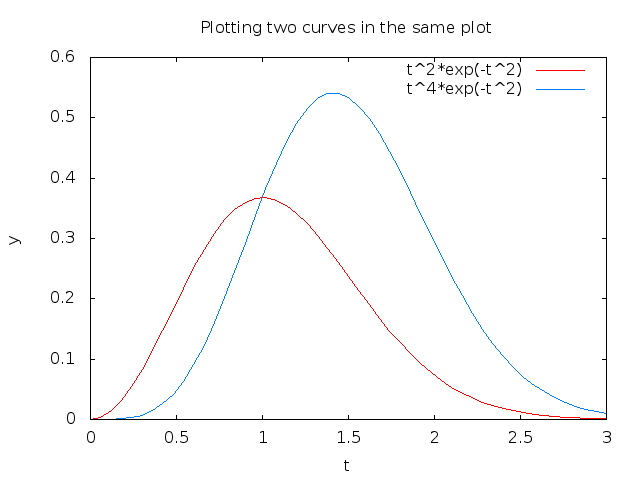 Plotting two curves in the same plot
t^2*exp(-t^2)
t^4*exp(-t^2)
0.6
0.5
0.4
0.3
0.2
0.1
0
y
0 0.5 1 1.5 2 2.5 3
t